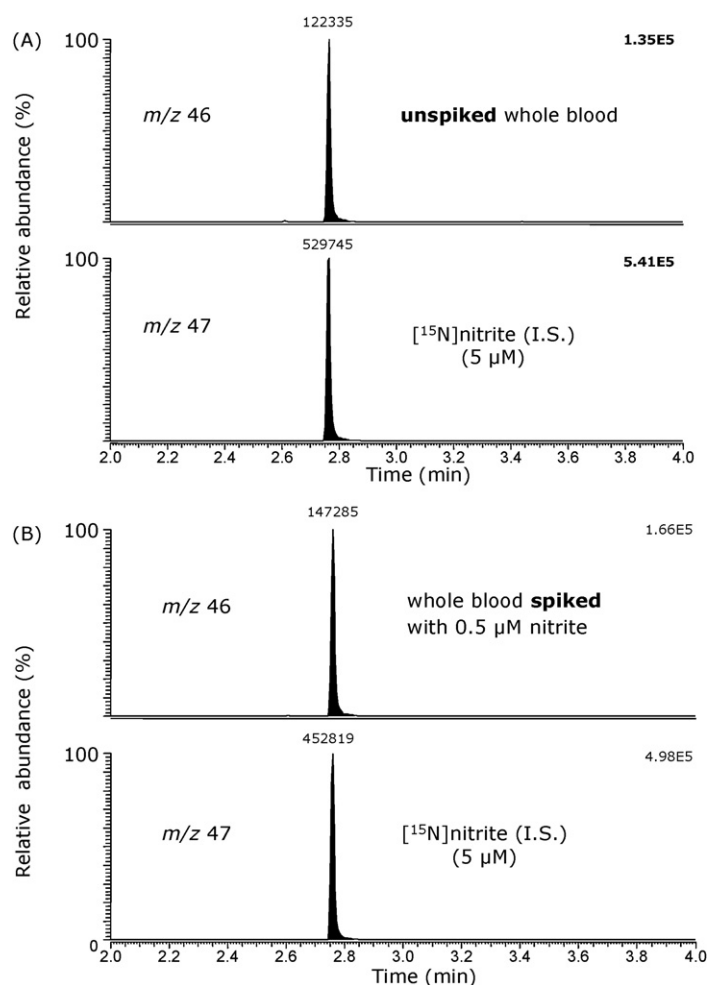 (A)
122335
100
1.35E5
m/z 46
unspiked whole blood
Relative abundance (%)
529745
100
5.41E5
m/z 47
[¹⁵N]nitrite (I.S.)
(5 µM)
2.0 2.2 2.4 2.6 2.8 3.0 3.2 3.4 3.6 3.8 4.0
Time (min)
(B)
147285
100
1.66E5
m/z 46
whole blood spiked
with 0.5 µM nitrite
Relative abundance (%)
452819
100
4.98E5
m/z 47
[¹⁵N]nitrite (I.S.)
(5 µM)
0
2.0 2.2 2.4 2.6 2.8 3.0 3.2 3.4 3.6 3.8 4.0
Time (min)